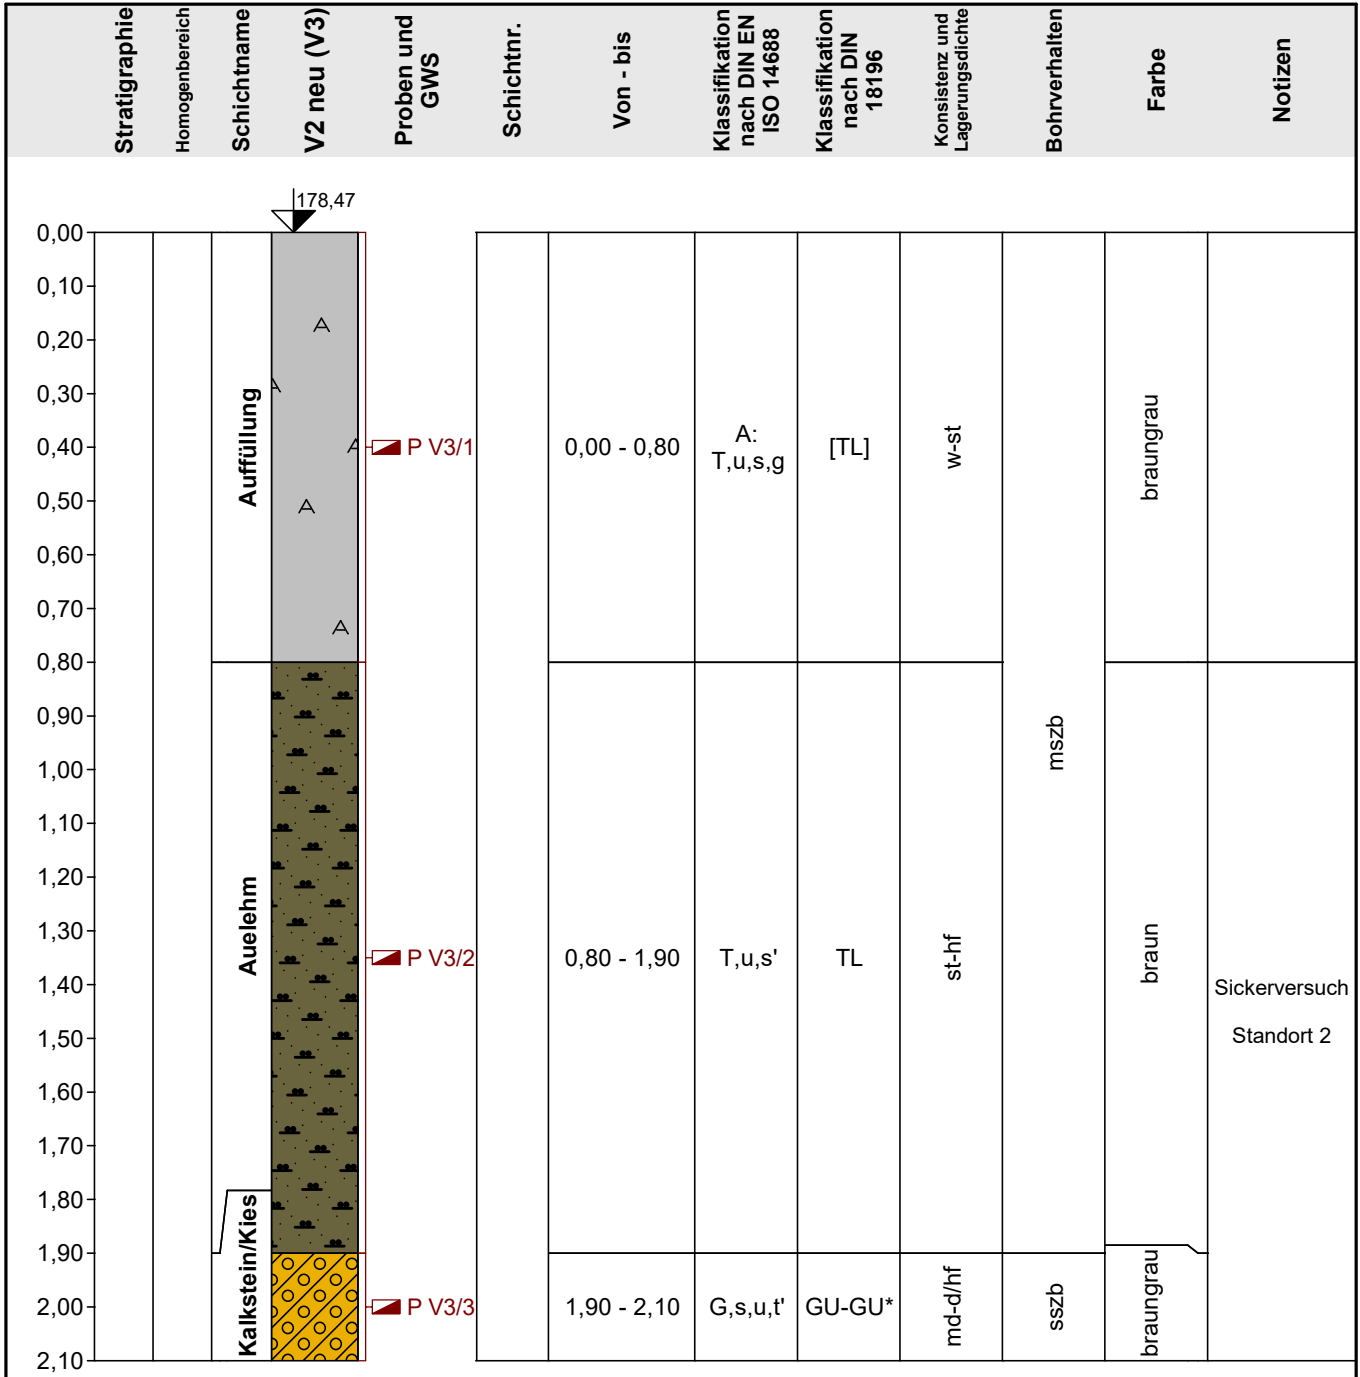 Stratigraphie
Homogenbereich
Schichtname
V2 neu (V3)
Proben und
GWS
Schichtnr.
Von - bis
Klassifikation
nach DIN EN
ISO 14688
Klassifikation
nach DIN
18196
Konsistenz und
Lagerungsdichte
Bohrverhalten
Farbe
Notizen
178,47
0,00
0,10
0,20
0,30
0,40
0,50
0,60
0,70
0,80
0,90
1,00
1,10
1,20
1,30
1,40
1,50
1,60
1,70
1,80
1,90
2,00
2,10
Auffüllung
A
A
A
A
A
P V3/1
0,00 - 0,80
A:
T,u,s,g
[TL]
w-st
braungrau
mszb
Auelehm
P V3/2
0,80 - 1,90
T,u,s'
TL
st-hf
braun
Sickerversuch
Standort 2
Kalkstein/Kies
P V3/3
1,90 - 2,10
G,s,u,t'
GU-GU*
md-d/hf
sszb
braungrau